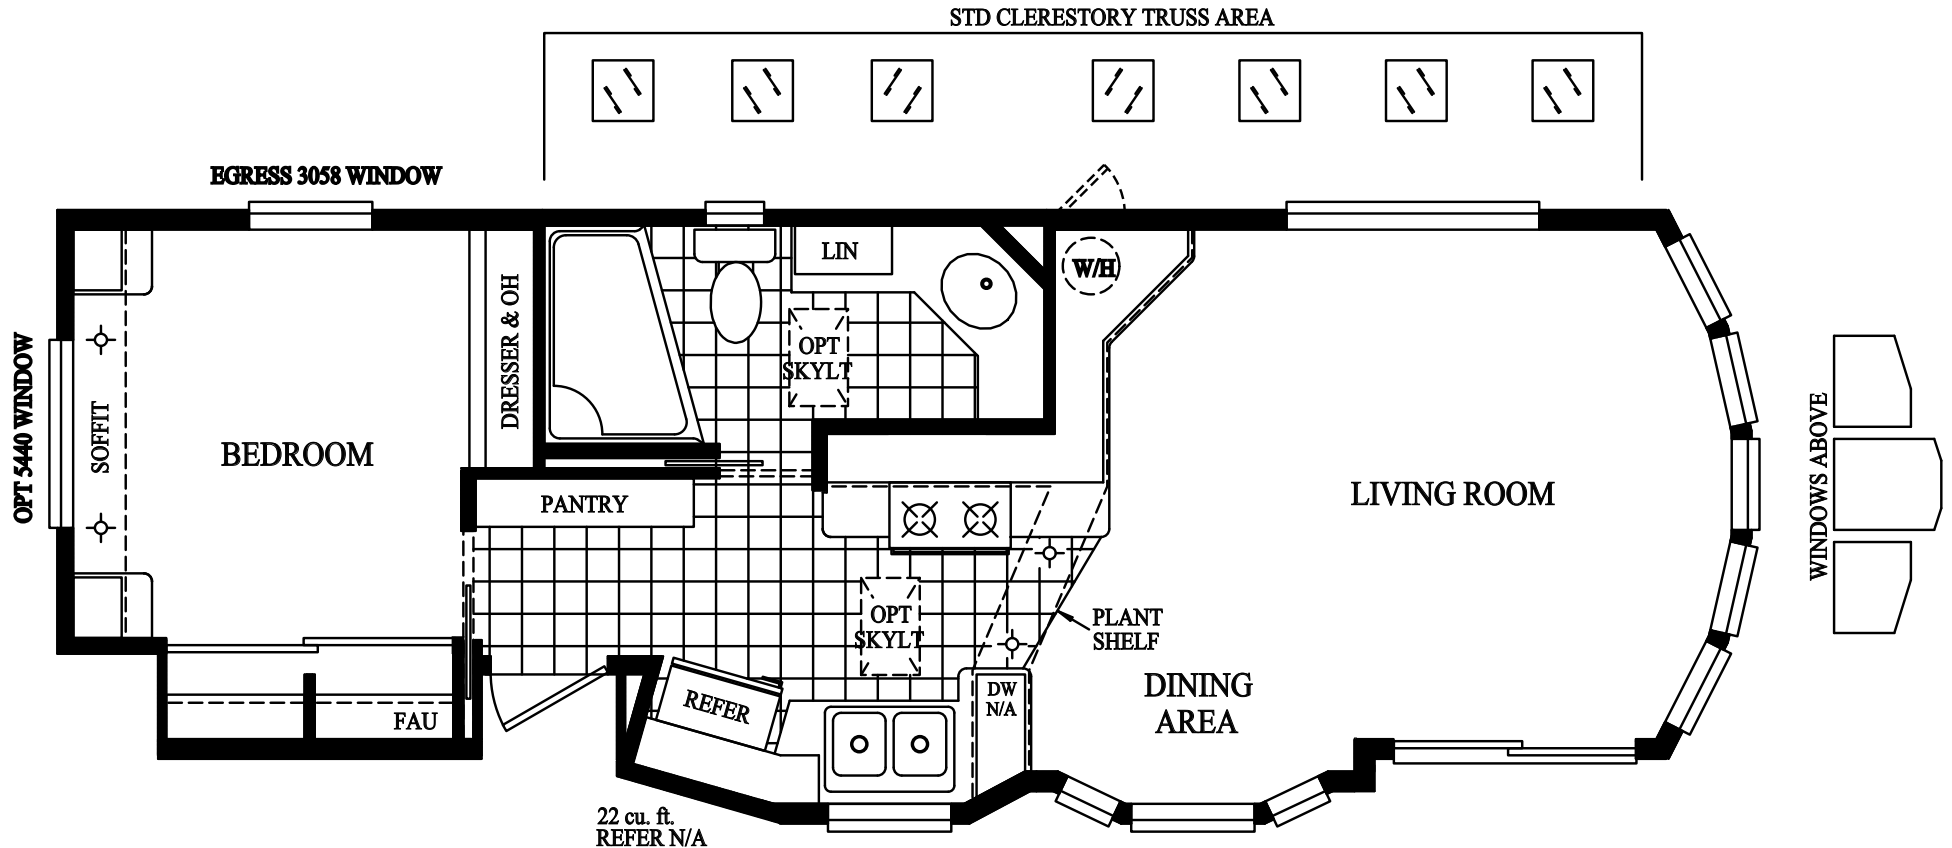 STD CLERESTORY TRUSS AREA
EGRESS 3058 WINDOW
LIN
W/H
OPT
SKYLT
DRESSER & OH
OPT 5440 WINDOW
SOFFIT
BEDROOM
PANTRY
LIVING ROOM
WINDOWS ABOVE
OPT
SKYLT
PLANT
SHELF
DINING
AREA
DW
N/A
REFER
FAU
22 cu. ft.
REFER N/A